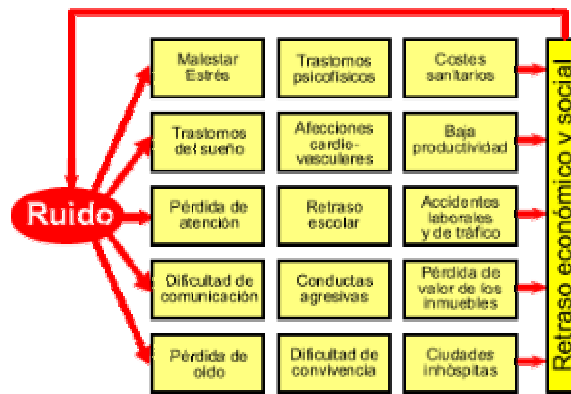 Malestar
Estrés
Trastornos
psicofísicos
Costes
sanitarios
Trastornos
del sueño
Afecciones
cardio-
vesculares
Baja
productividad
Ruido
Pérdida de
atención
Retraso
escolar
Accidentes
laborales
y de tráfico
Dificultad de
comunicación
Conductas
agresivas
Pérdida de
valor de los
inmuebles
Pérdida de
oído
Dificultad de
convivencia
Ciudades
inhóspitas
Retraso económico y social